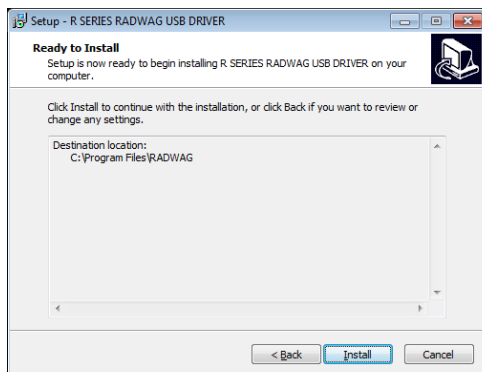 Setup - R SERIES RADWAG USB DRIVER
Ready to Install
Setup is now ready to begin installing R SERIES RADWAG USB DRIVER on your
computer.
Click Install to continue with the installation, or click Back if you want to review or
change any settings.
Destination location:
C:\Program Files\RADWAG
< Back
Install
Cancel